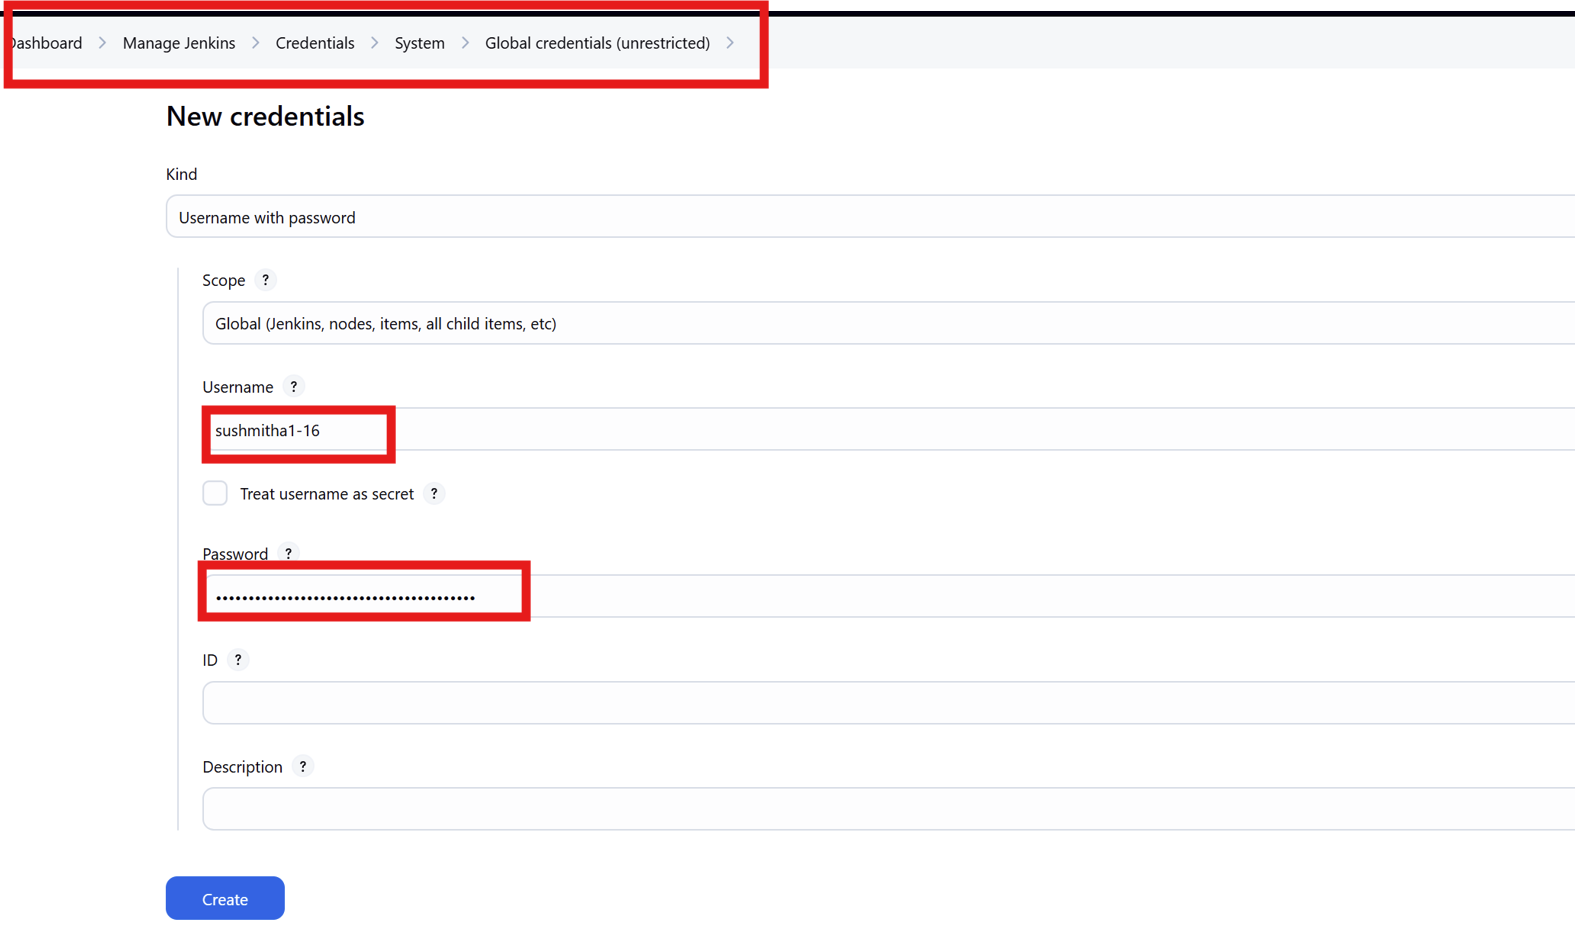 Dashboard > Manage Jenkins > Credentials > System > Global credentials (unrestricted) >
New credentials
Kind
Username with password
Scope ?
Global (Jenkins, nodes, items, all child items, etc)
Username ?
sushmitha1-16
Treat username as secret ?
Password ?
••••••••••••••••••••••••••••••••••••••••
ID ?
Description ?
Create